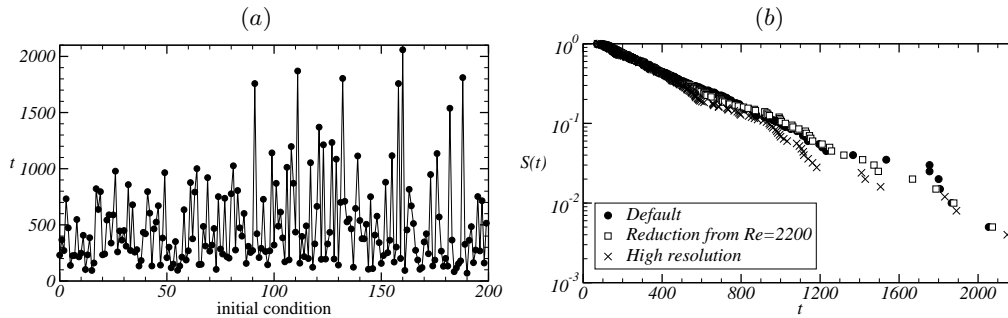 (a)
2000
1500
t
1000
500
0
0
50
100
150
200
initial condition
(b)
10^0
10^-1
S(t)
10^-2
10^-3
Default
Reduction from Re=2200
High resolution
0
400
800
1200
1600
2000
t